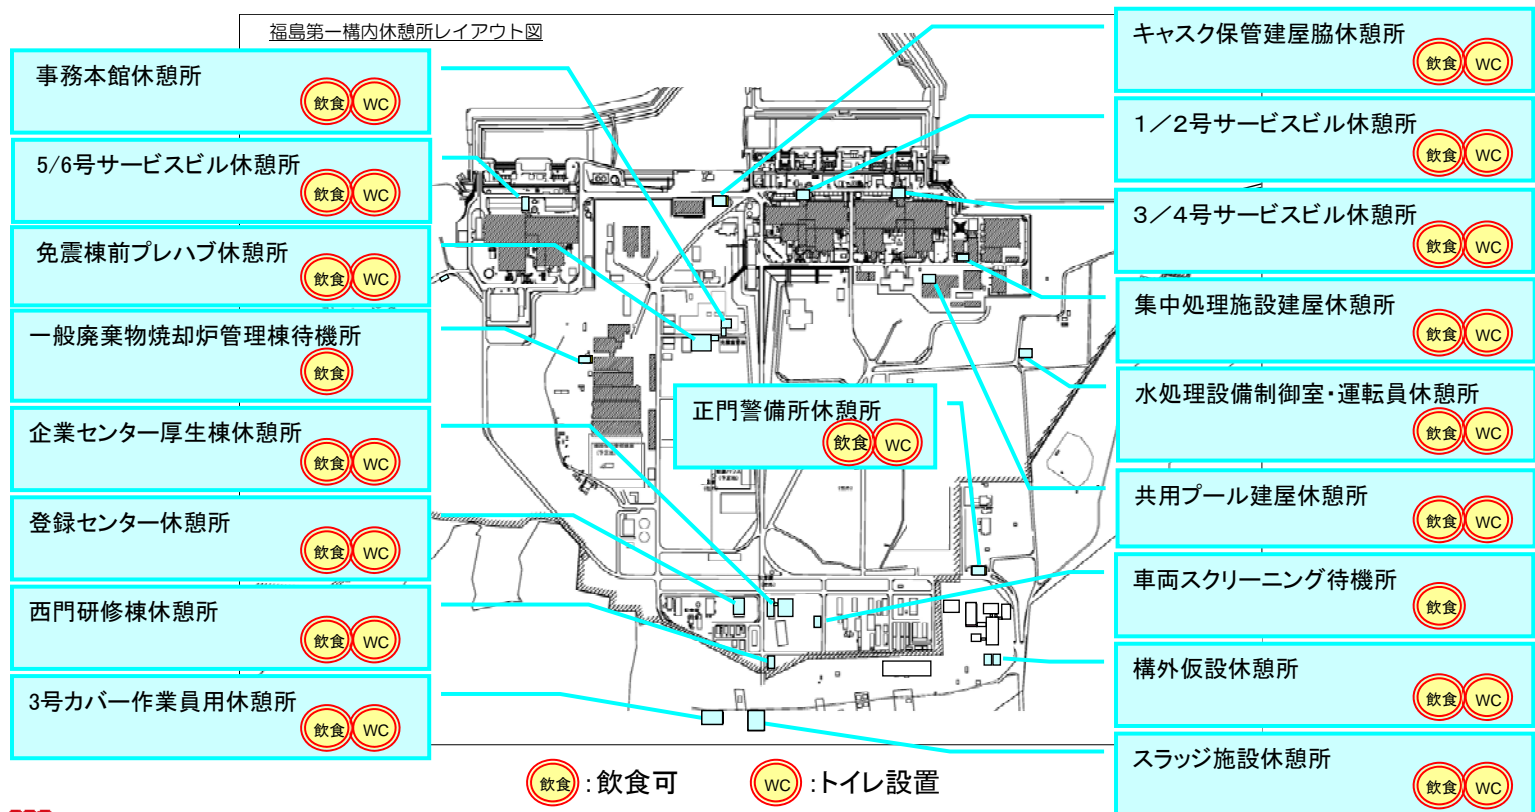 福島第一構内休憩所レイアウト図
事務本館休憩所
飲食 WC
5/6号サービスビル休憩所
飲食 WC
免震棟前プレハブ休憩所
飲食 WC
一般廃棄物焼却炉管理棟待機所
飲食
企業センター厚生棟休憩所
飲食 WC
登録センター休憩所
飲食 WC
西門研修棟休憩所
飲食 WC
3号カバー作業員用休憩所
飲食 WC
正門警備所休憩所
飲食 WC
キャスク保管建屋脇休憩所
飲食 WC
1／2号サービスビル休憩所
飲食 WC
3／4号サービスビル休憩所
飲食 WC
集中処理施設建屋休憩所
飲食 WC
水処理設備制御室・運転員休憩所
飲食 WC
共用プール建屋休憩所
飲食 WC
車両スクリーニング待機所
飲食
構外仮設休憩所
飲食 WC
スラッジ施設休憩所
飲食 WC
飲食 :飲食可 WC :トイレ設置